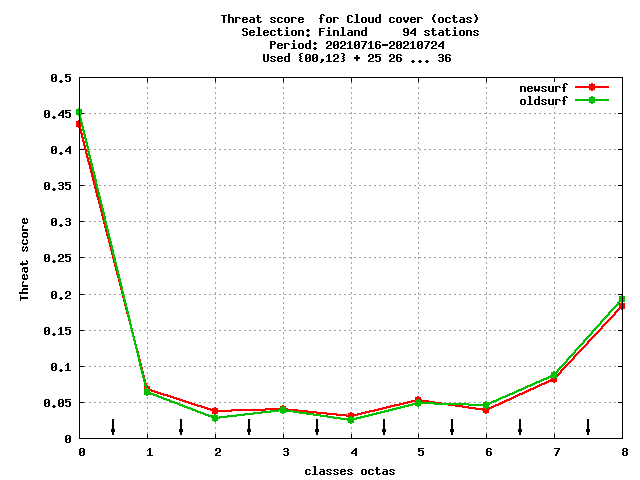 Threat score  for Cloud cover (octas)
Selection: Finland     94 stations
Period: 20210716-20210724
Used {00,12} + 25 26 ... 36
newsurf
oldsurf
0.5
0.45
0.4
0.35
0.3
0.25
0.2
0.15
0.1
0.05
0
Threat score
0 1 2 3 4 5 6 7 8
classes octas